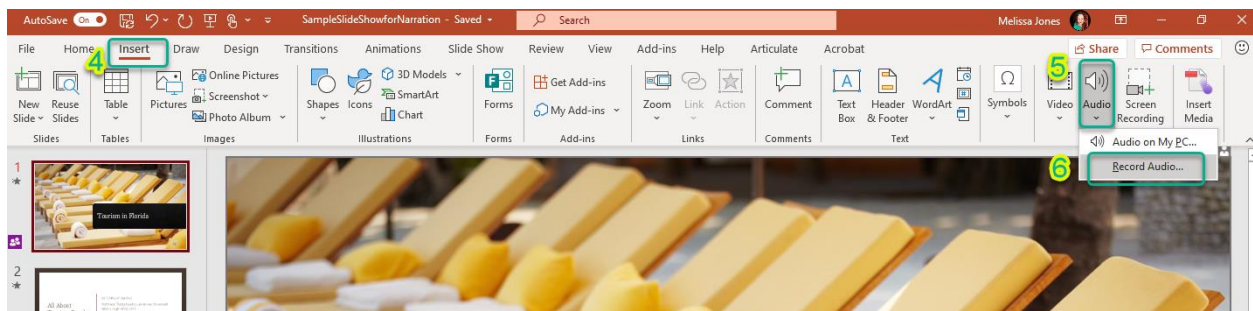 AutoSave On SampleSlideShowforNarration - Saved Search Melissa Jones
File Home Insert Draw Design Transitions Animations Slide Show Review View Add-ins Help Articulate Acrobat Share Comments
4
5
New Slide
Reuse Slides
Slides
Table
Tables
Pictures
Online Pictures
Screenshot
Photo Album
Images
Shapes
Icons
3D Models
SmartArt
Chart
Illustrations
Forms
Forms
Get Add-ins
My Add-ins
Add-ins
Zoom
Link
Action
Links
Comment
Comments
Text Box
Header & Footer
WordArt
Text
Symbols
Video
Audio
Screen Recording
Insert Media
Media
Audio on My PC...
6
Record Audio...
1
Tourism in Florida
2
All About